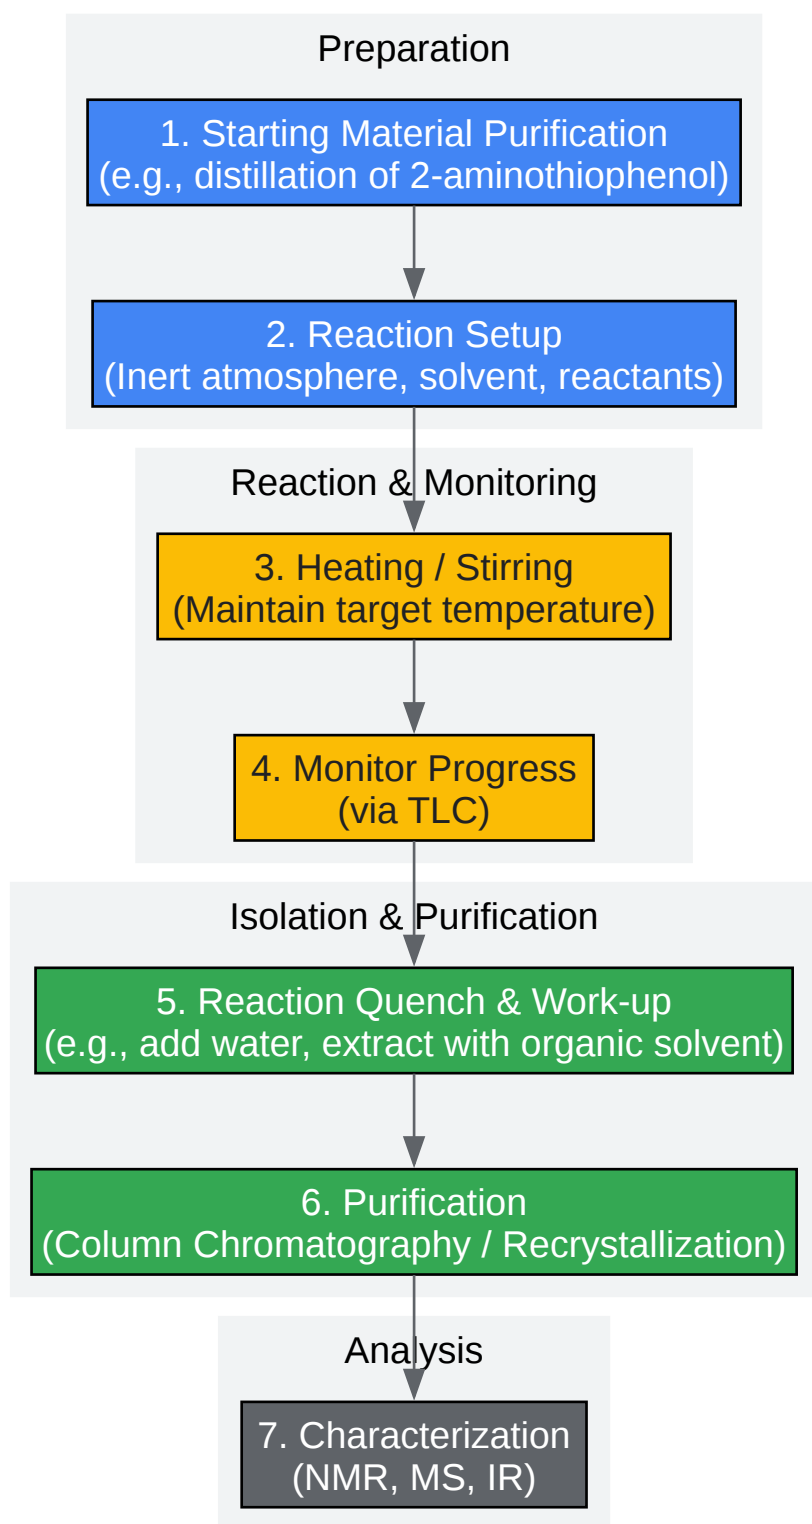 Preparation
1. Starting Material Purification
(e.g., distillation of 2-aminothiophenol)
2. Reaction Setup
(Inert atmosphere, solvent, reactants)
Reaction & Monitoring
3. Heating / Stirring
(Maintain target temperature)
4. Monitor Progress
(via TLC)
Isolation & Purification
5. Reaction Quench & Work-up
(e.g., add water, extract with organic solvent)
6. Purification
(Column Chromatography / Recrystallization)
Analysis
7. Characterization
(NMR, MS, IR)